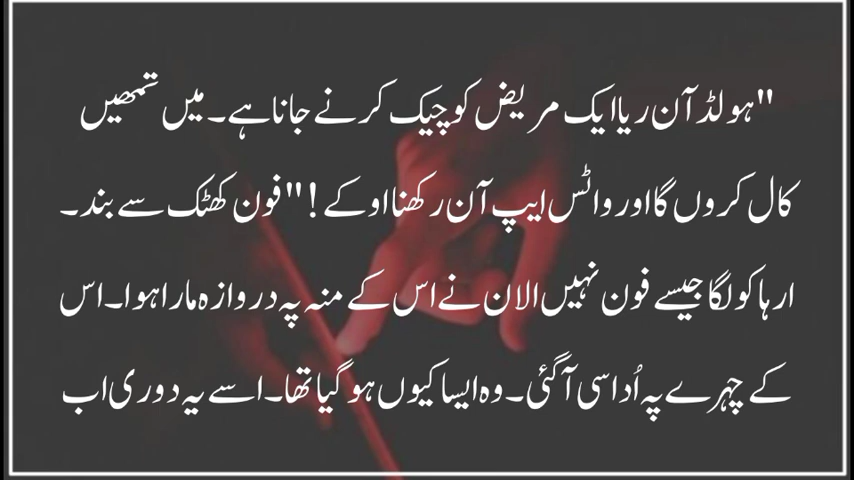 "ہولڈ آن ریا ایک مریض کو چیک کرنے جانا ہے۔ میں تمھیں
کال کروں گا اور واٹس ایپ آن رکھنا اوکے!" فون کھٹک سے بند۔
ارہا کو لگا جیسے فون نہیں الان نے اس کے منہ پہ دروازہ مارا ہوا۔ اس
کے چہرے پہ اُداسی آ گئی۔ وہ ایسا کیوں ہو گیا تھا۔ اسے یہ دوری اب